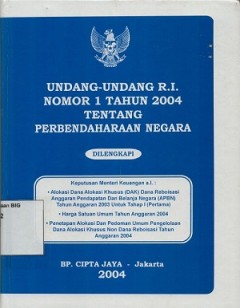 UNDANG-UNDANG R.I.
NOMOR 1 TAHUN 2004
TENTANG
PERBENDAHARAAN NEGARA
DILENGKAPI
Keputusan Menteri Keuangan a.l. :
• Alokasi Dana Alokasi Khusus (DAK) Dana Reboisasi
Anggaran Pendapatan Dan Belanja Negara (APBN)
Tahun Anggaran 2003 Untuk Tahap I (Pertama)
• Harga Satuan Umum Tahun Anggaran 2004
• Penetapan Alokasi Dan Pedoman Umum Pengelolaan
Dana Alokasi Khusus Non Dana Reboisasi Tahun
Anggaran 2004
BP. CIPTA JAYA - Jakarta
2004